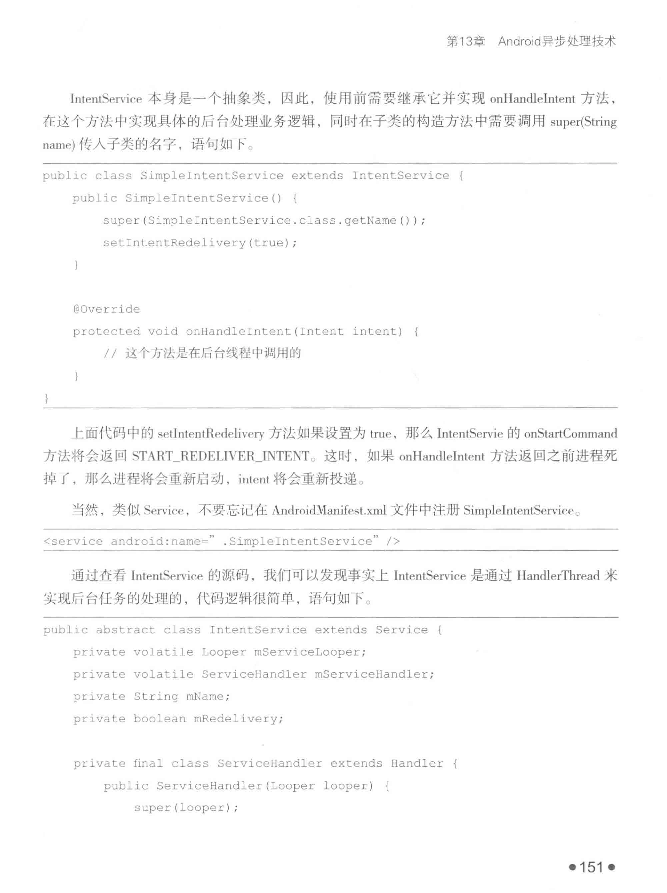 第13章 Android异步处理技术
IntentService 本身是一个抽象类，因此，使用前需要继承它并实现 onHandleIntent 方法，
在这个方法中实现具体的后台处理业务逻辑，同时在子类的构造方法中需要调用 super(String
name) 传入子类的名字，语句如下。
public class SimpleIntentService extends IntentService {
public SimpleIntentService() {
super(SimpleIntentService.class.getName());
setIntentRedelivery(true);
}
@Override
protected void onHandleIntent(Intent intent) {
// 这个方法是在后台线程中调用的
}
}
上面代码中的 setIntentRedelivery 方法如果设置为 true，那么 IntentServie 的 onStartCommand
方法将会返回 START_REDELIVER_INTENT。这时，如果 onHandleIntent 方法返回之前进程死
掉了，那么进程将会重新启动，intent 将会重新投递。
当然，类似 Service，不要忘记在 AndroidManifest.xml 文件中注册 SimpleIntentService。
<service android:name=” .SimpleIntentService” />
通过查看 IntentService 的源码，我们可以发现事实上 IntentService 是通过 HandlerThread 来
实现后台任务的处理的，代码逻辑很简单，语句如下。
public abstract class IntentService extends Service {
private volatile Looper mServiceLooper;
private volatile ServiceHandler mServiceHandler;
private String mName;
private boolean mRedelivery;
private final class ServiceHandler extends Handler {
public ServiceHandler(Looper looper) {
super(looper);
●151●